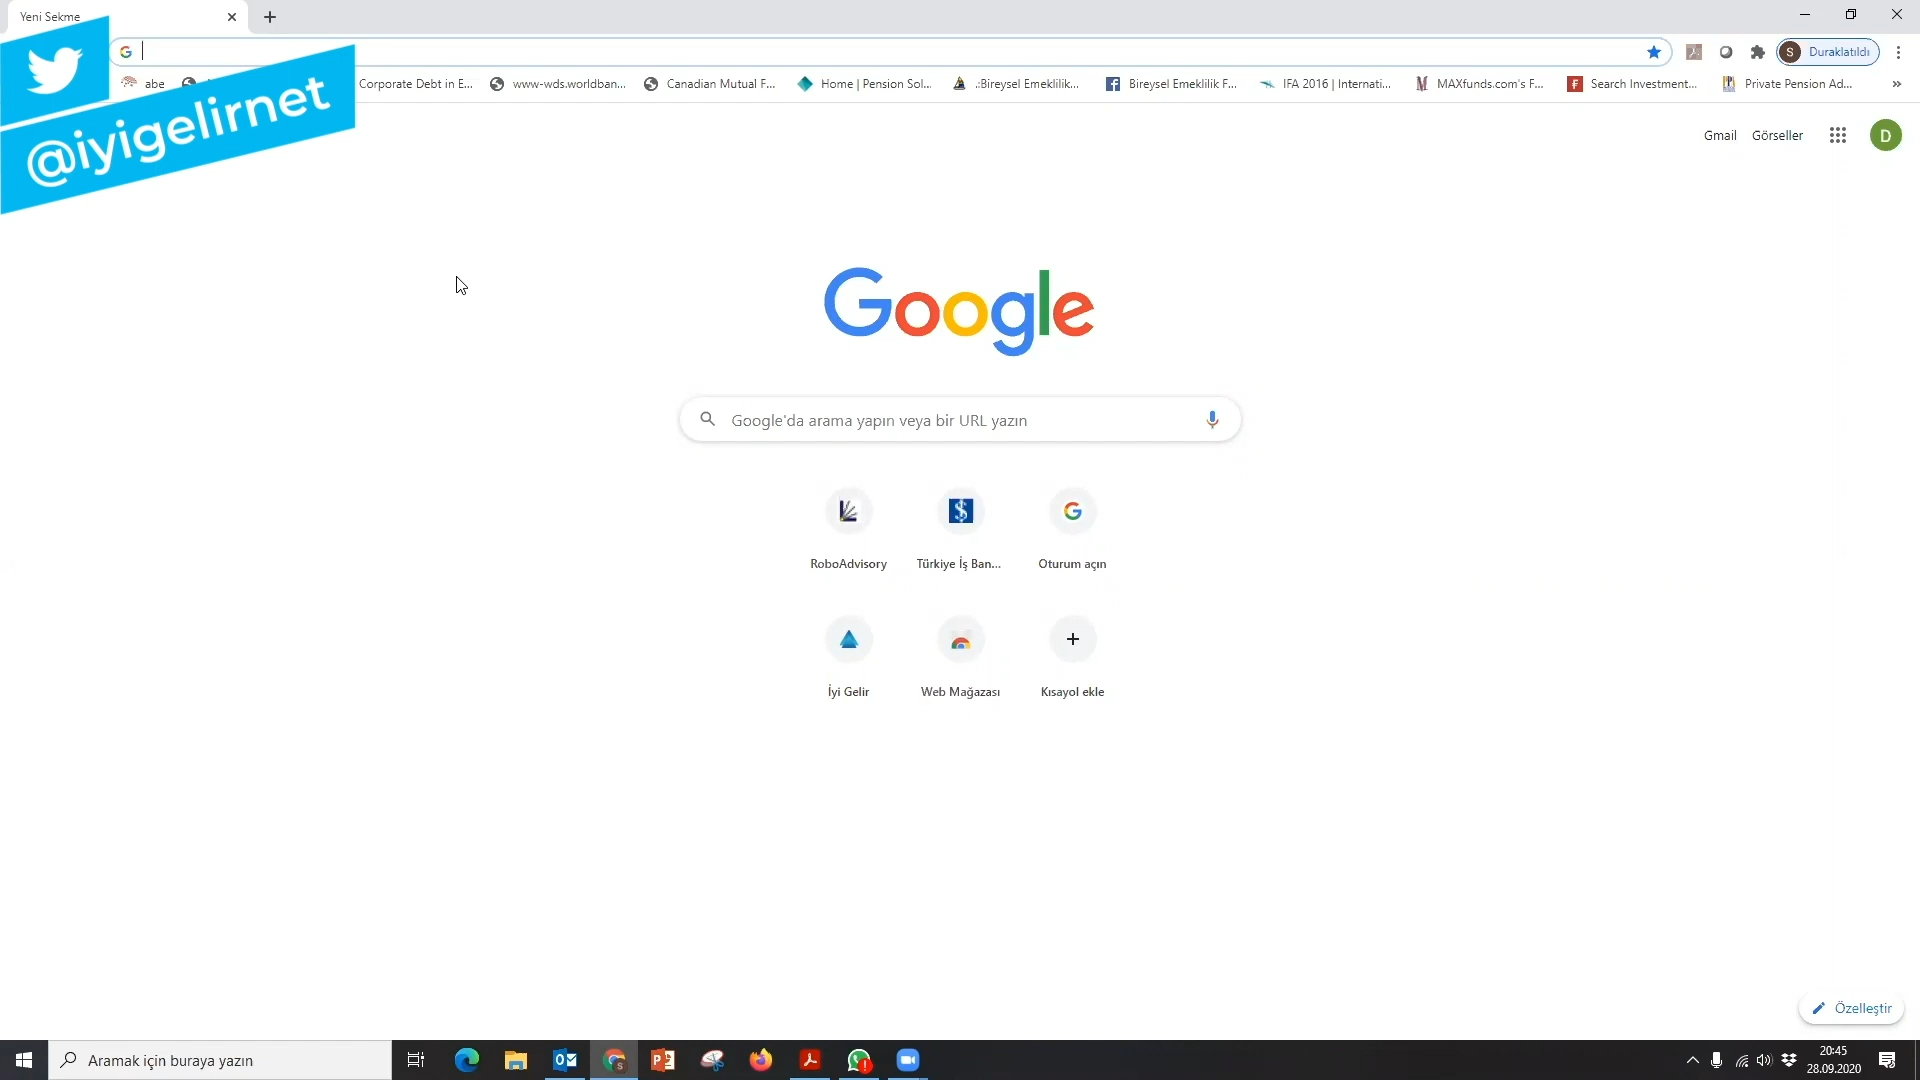 Yeni Sekme
Duraklatıldı
abe
Corporate Debt in E...
www-wds.worldban...
Canadian Mutual F...
Home | Pension Sol...
.:Bireysel Emeklilik...
Bireysel Emeklilik F...
IFA 2016 | Internati...
MAXfunds.com's F...
Search Investment...
Private Pension Ad...
»
@iyigelirnet
Gmail
Görseller
D
Google
Google'da arama yapın veya bir URL yazın
RoboAdvisory
Türkiye İş Ban...
Oturum açın
İyi Gelir
Web Mağazası
Kısayol ekle
Özelleştir
Aramak için buraya yazın
20:45
28.09.2020